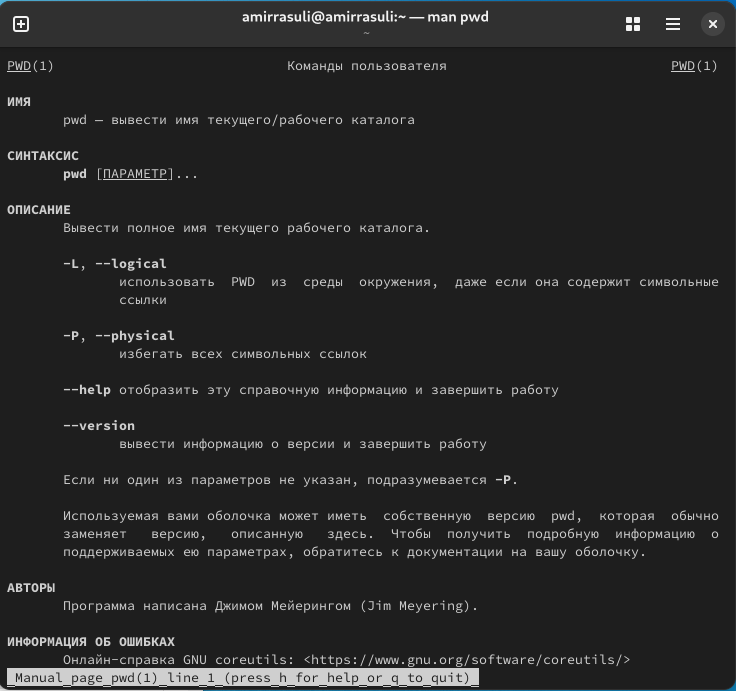 amirrasuli@amirrasuli:~ — man pwd
~
PWD(1) Команды пользователя PWD(1)
ИМЯ
pwd — вывести имя текущего/рабочего каталога
СИНТАКСИС
pwd [ПАРАМЕТР]...
ОПИСАНИЕ
Вывести полное имя текущего рабочего каталога.
-L, --logical
использовать PWD из среды окружения, даже если она содержит символьные
ссылки
-P, --physical
избегать всех символьных ссылок
--help отобразить эту справочную информацию и завершить работу
--version
вывести информацию о версии и завершить работу
Если ни один из параметров не указан, подразумевается -P.
Используемая вами оболочка может иметь собственную версию pwd, которая обычно
заменяет версию, описанную здесь. Чтобы получить подробную информацию о
поддерживаемых ею параметрах, обратитесь к документации на вашу оболочку.
АВТОРЫ
Программа написана Джимом Мейерингом (Jim Meyering).
ИНФОРМАЦИЯ ОБ ОШИБКАХ
Онлайн-справка GNU coreutils: <https://www.gnu.org/software/coreutils/>
Manual page pwd(1) line 1 (press h for help or q to quit)